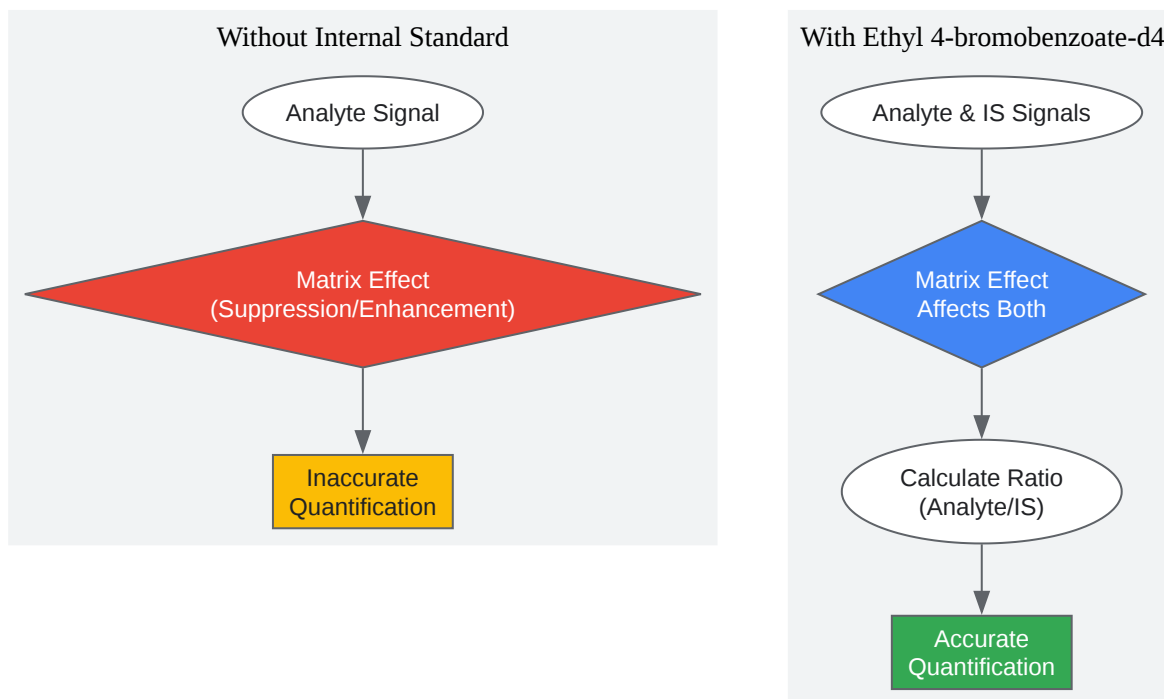 Without Internal Standard
Analyte Signal
Matrix Effect
(Suppression/Enhancement)
Inaccurate
Quantification
With Ethyl 4-bromobenzoate-d4
Analyte & IS Signals
Matrix Effect
Affects Both
Calculate Ratio
(Analyte/IS)
Accurate
Quantification